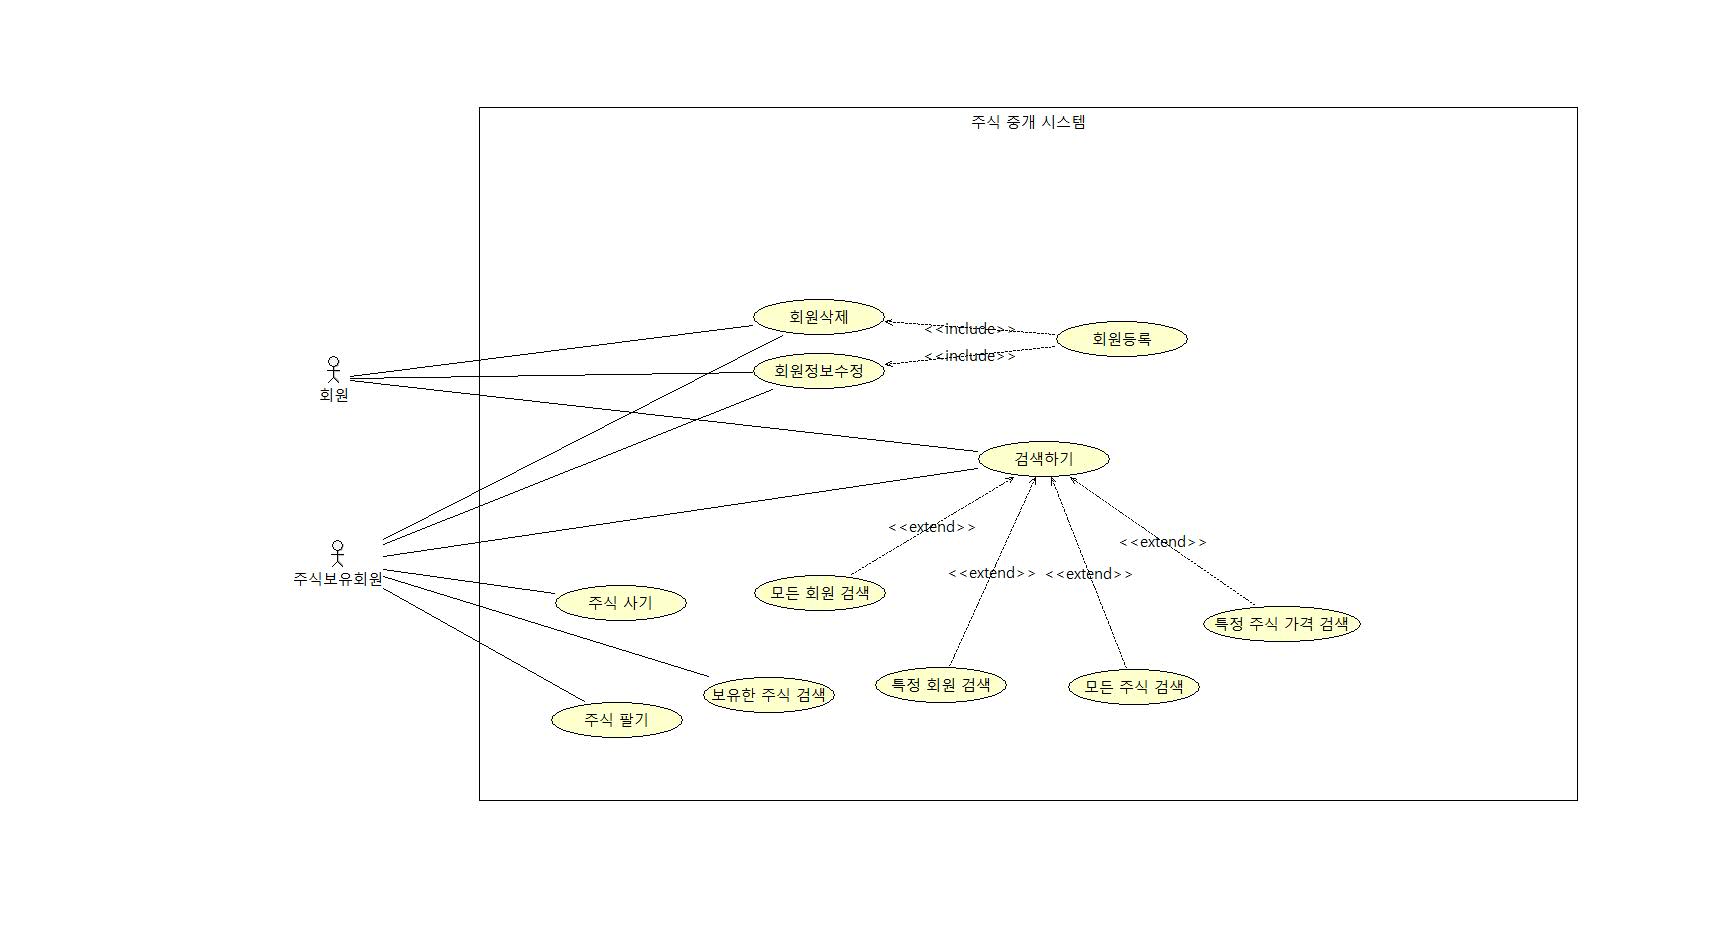 주식 중개 시스템
회원삭제
<<include>>
회원등록
<<include>>
회원정보수정
회원
검색하기
<<extend>>
<<extend>>
<<extend>>
<<extend>>
주식보유회원
주식 사기
모든 회원 검색
특정 주식 가격 검색
보유한 주식 검색
특정 회원 검색
모든 주식 검색
주식 팔기